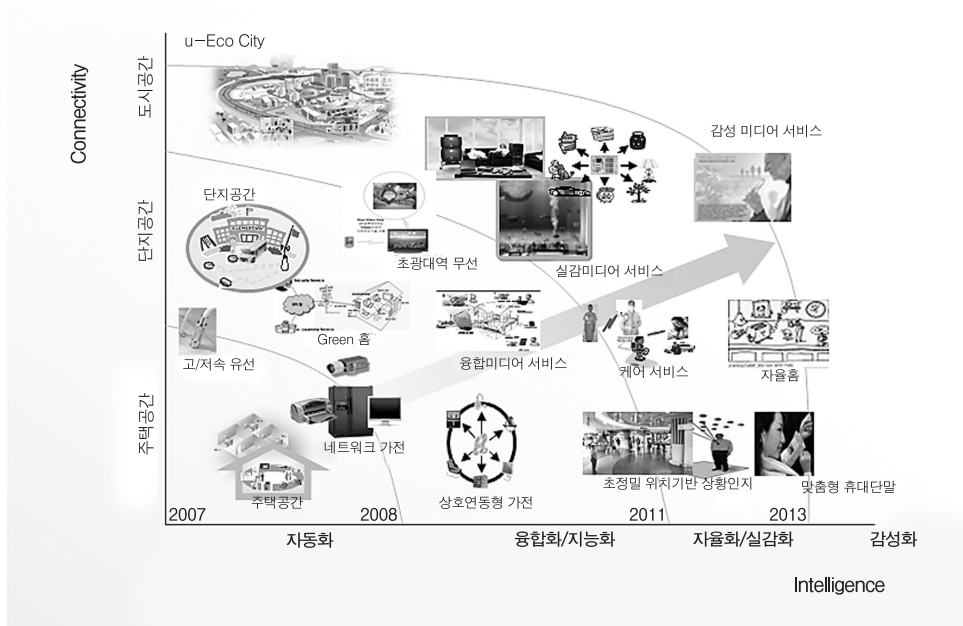 u-Eco City
Connectivity
도시공간
단지공간
주택공간
감성 미디어 서비스
단지공간
ELEMENTARY
초광대역 무선
실감미디어 서비스
Green 홈
고/저속 유선
융합미디어 서비스
케어 서비스
자율홈
네트워크 가전
주택공간
상호연동형 가전
초정밀 위치기반 장황인지
맞춤형 휴대단말
2007
2008
2011
2013
자동화
융합화/지능화
자율화/실감화
감성화
Intelligence